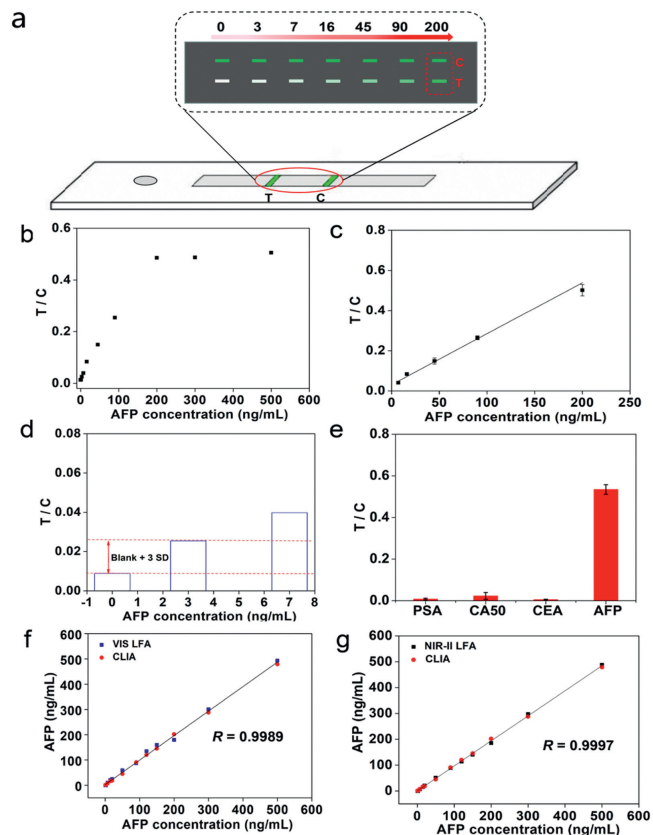 a
0 3 7 16 45 90 200
C
T
T C
b
0.6
0.4
0.2
0.0
T / C
0 100 200 300 400 500 600
AFP concentration (ng/mL)
c
0.8
0.6
0.4
0.2
0.0
T / C
0 50 100 150 200 250
AFP concentration (ng/mL)
d
0.08
0.06
0.04
0.02
0.00
T / C
Blank + 3 SD
-1 0 1 2 3 4 5 6 7 8
AFP concentration (ng/mL)
e
0.8
0.6
0.4
0.2
0.0
T / C
PSA CA50 CEA AFP
f
600
500
400
300
200
100
0
AFP (ng/mL)
VIS LFA
CLIA
R = 0.9989
0 100 200 300 400 500 600
AFP concentration (ng/mL)
g
600
500
400
300
200
100
0
AFP (ng/mL)
NIR-II LFA
CLIA
R = 0.9997
0 100 200 300 400 500 600
AFP concentration (ng/mL)